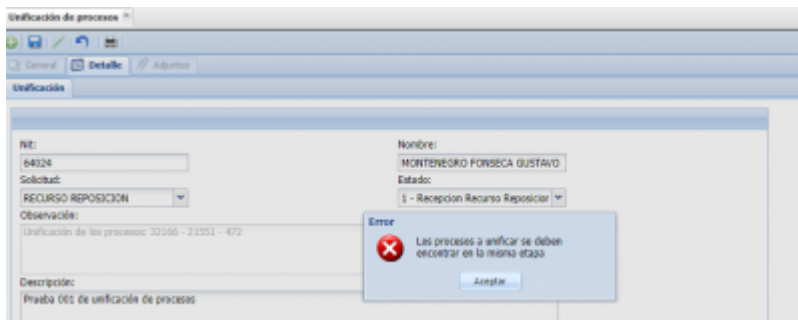 Unificación de procesos
General Detalle Adjuntos
Unificación
Nit: Nombre:
64024 MONTENEGRO FONSECA GUSTAVO
Solicitud: Estado:
RECURSO REPOSICION 1 - Recepcion Recurso Reposicion
Observación:
Unificación de los procesos: 32166 - 21551 - 472
Error
Los procesos a unificar se deben
encontrar en la misma etapa
Aceptar
Descripción:
Prueba 001 de unificación de procesos